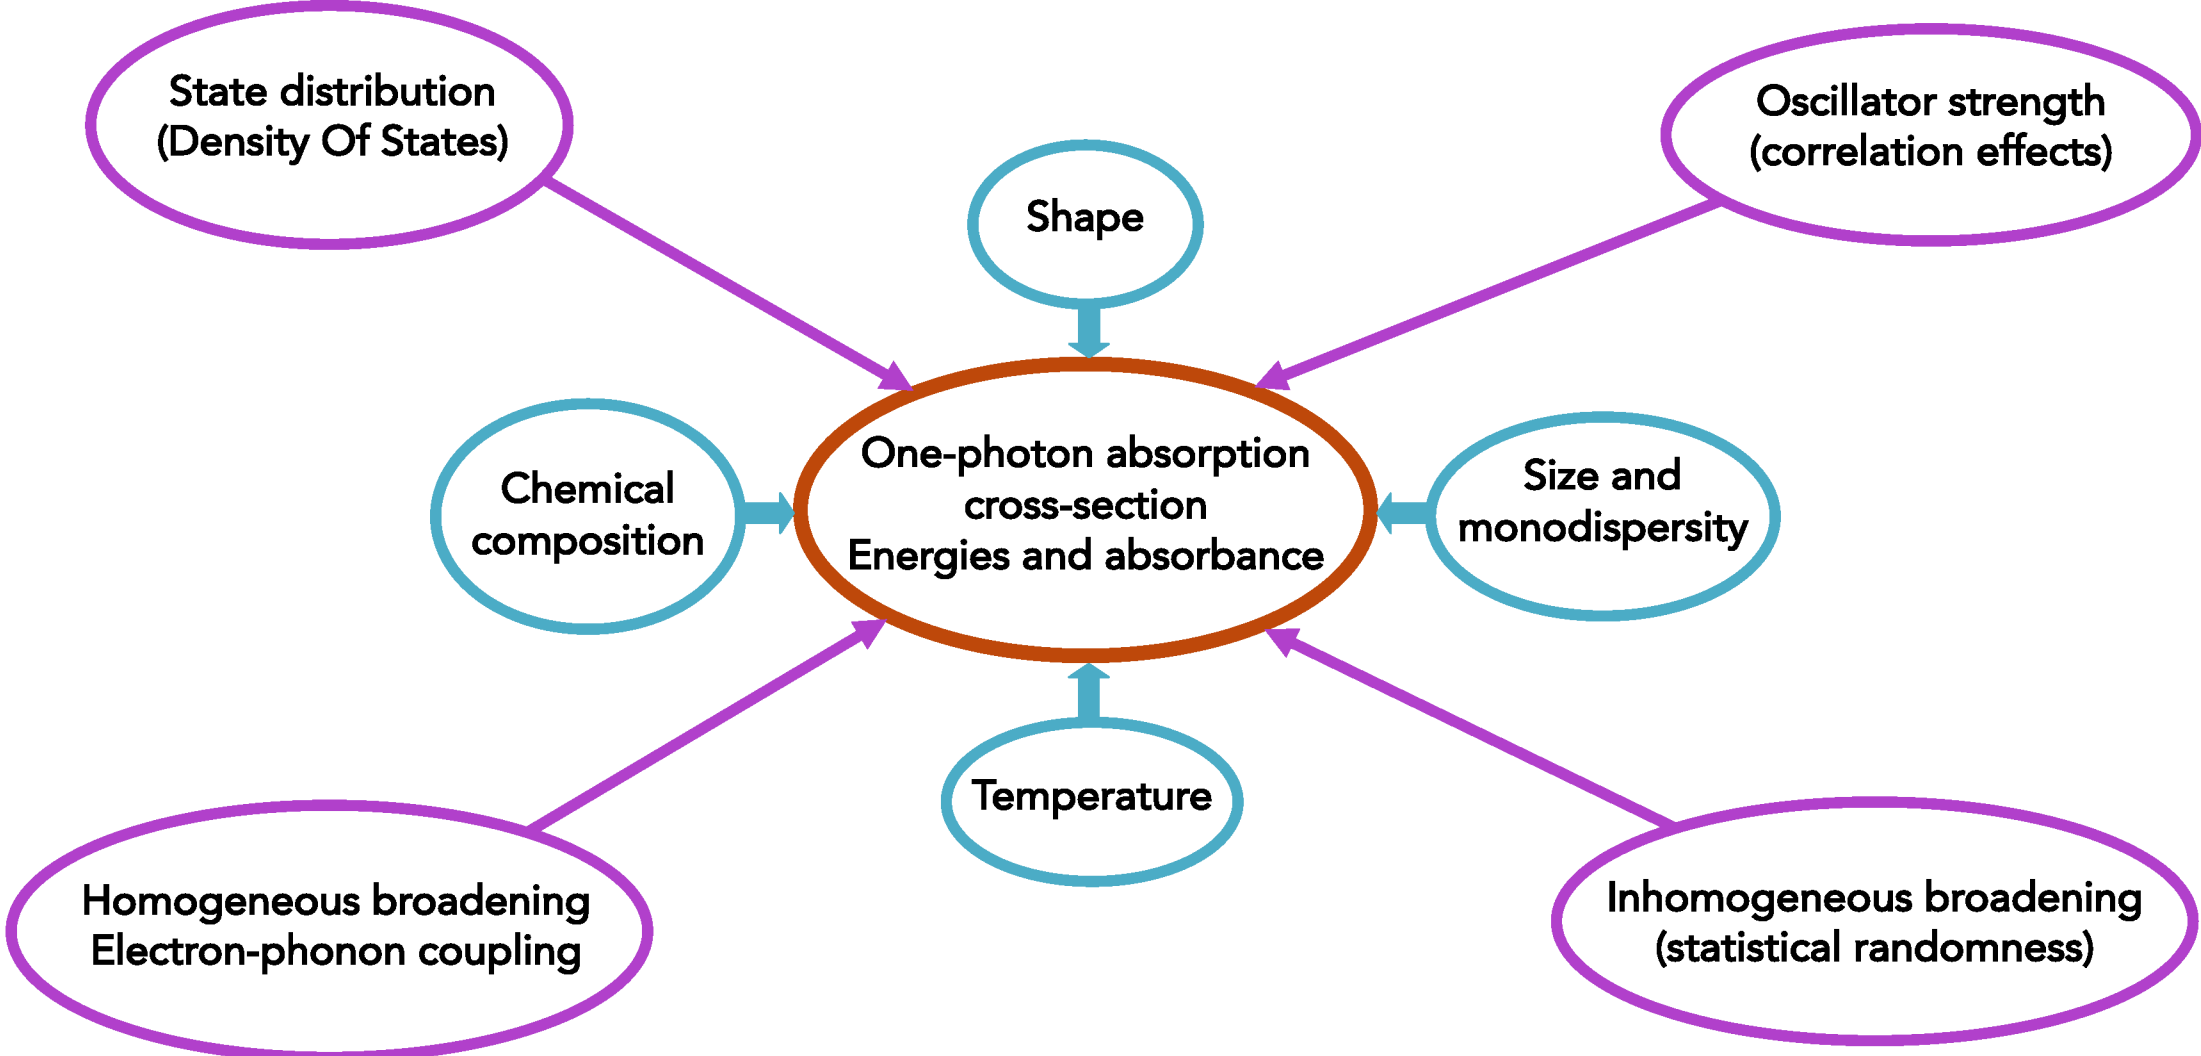 State distribution
(Density Of States)
Oscillator strength
(correlation effects)
Shape
Chemical
composition
One-photon absorption
cross-section
Energies and absorbance
Size and
monodispersity
Temperature
Homogeneous broadening
Electron-phonon coupling
Inhomogeneous broadening
(statistical randomness)